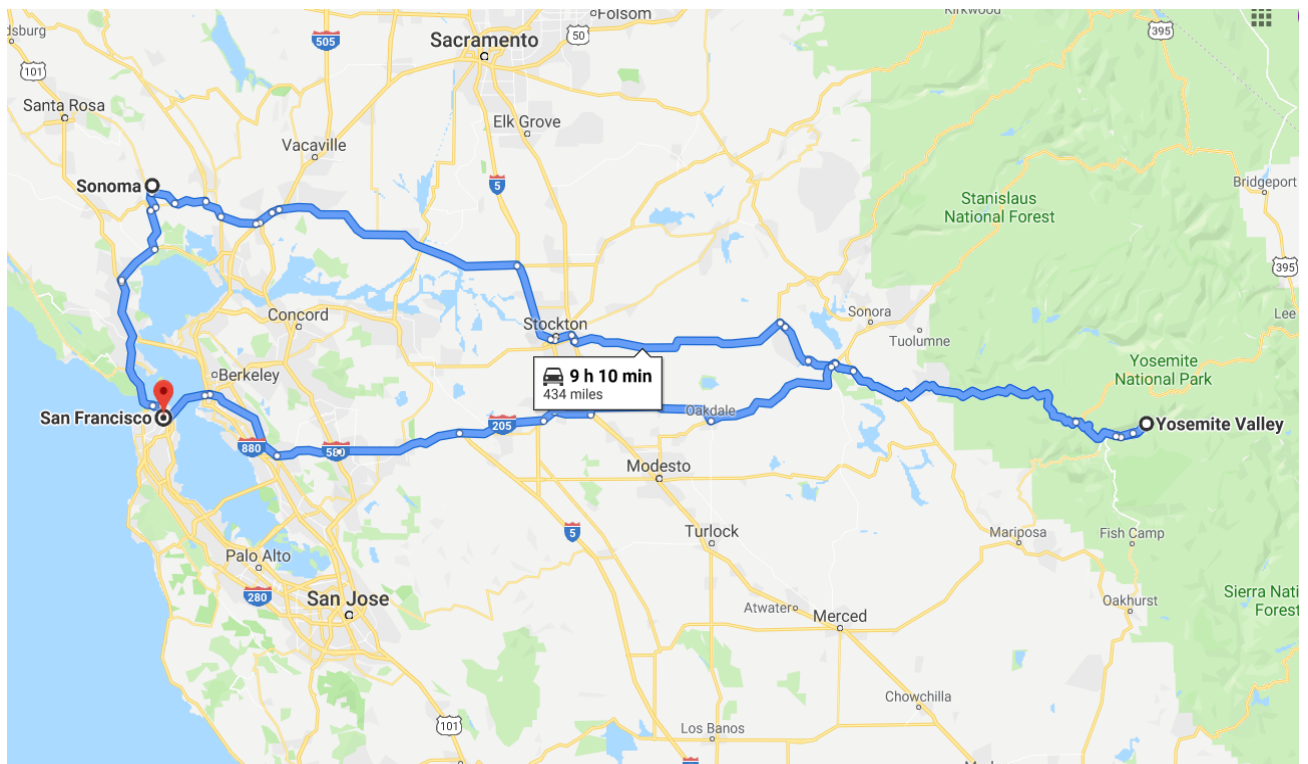 Folsom
Kirkwood
dsburg
505
Sacramento
50
395
101
Santa Rosa
Elk Grove
Vacaville
5
Sonoma
Bridgeport
Stanislaus
National Forest
395
Concord
Stockton
Sonora
Lee
Tuolumne
9 h 10 min
434 miles
Yosemite
National Park
Berkeley
San Francisco
Oakdale
205
Yosemite Valley
880
580
Modesto
5
Turlock
Mariposa
Fish Camp
Palo Alto
280
San Jose
Atwater
Merced
Oakhurst
Sierra Nati
Forest
Chowchilla
101
Los Banos